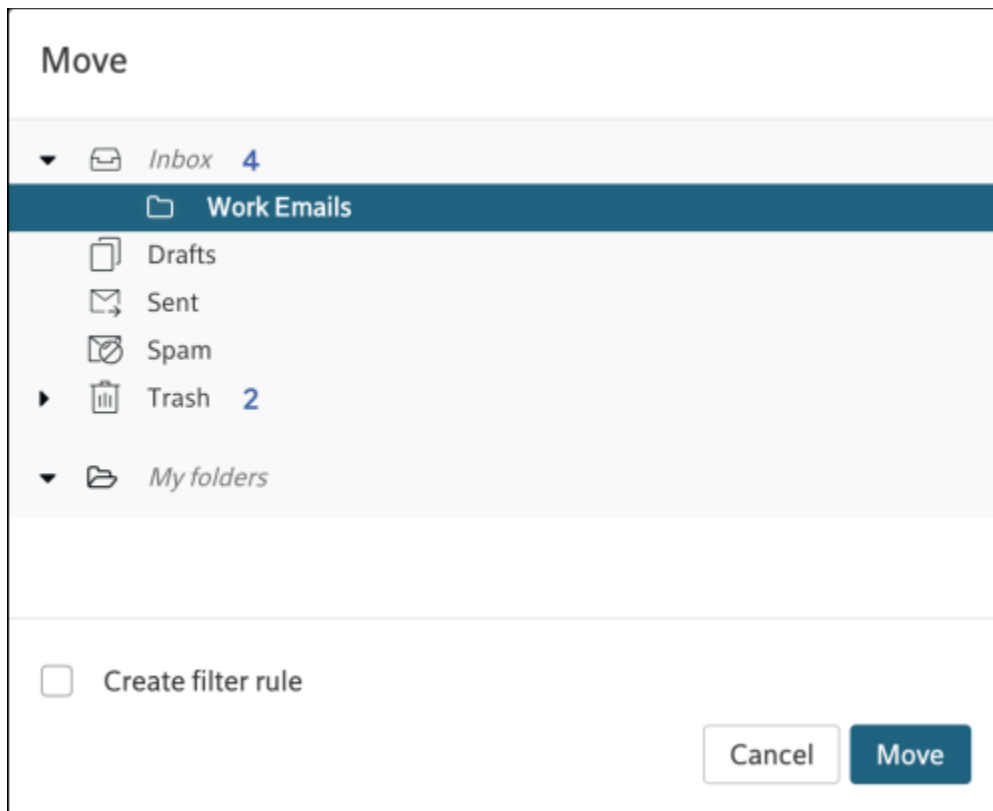 Move
Inbox 4
Work Emails
Drafts
Sent
Spam
Trash 2
My folders
Create filter rule
Cancel Move